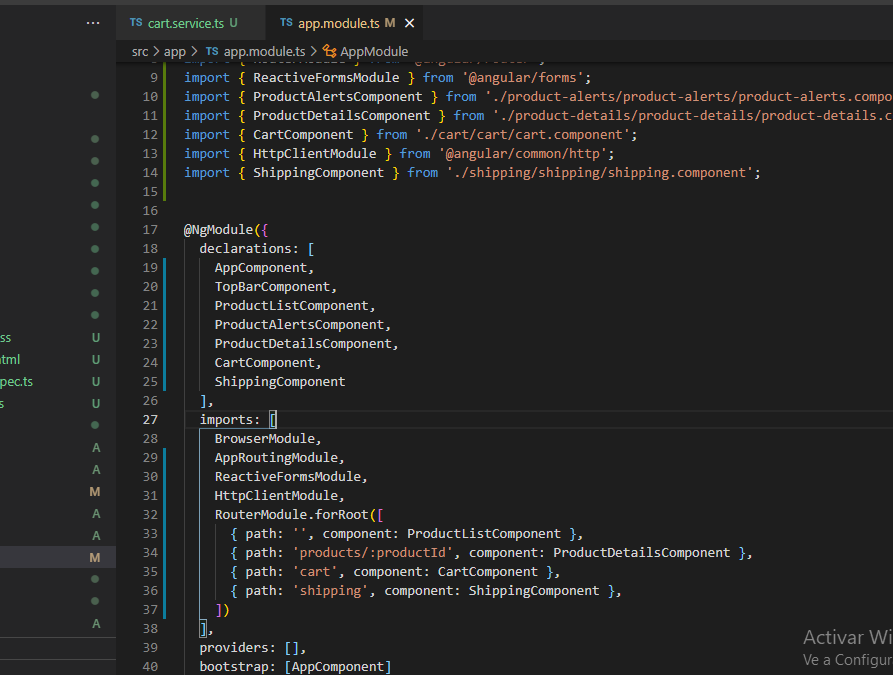 TS cart.service.ts U TS app.module.ts M ×
src > app > TS app.module.ts > AppModule
9 import { ReactiveFormsModule } from '@angular/forms';
10 import { ProductAlertsComponent } from './product-alerts/product-alerts/product-alerts.compo
11 import { ProductDetailsComponent } from './product-details/product-details/product-details.c
12 import { CartComponent } from './cart/cart/cart.component';
13 import { HttpClientModule } from '@angular/common/http';
14 import { ShippingComponent } from './shipping/shipping/shipping.component';
15
16
17 @NgModule({
18 declarations: [
19 AppComponent,
20 TopBarComponent,
21 ProductListComponent,
22 ProductAlertsComponent,
23 ProductDetailsComponent,
24 CartComponent,
25 ShippingComponent
26 ],
27 imports: [
28 BrowserModule,
29 AppRoutingModule,
30 ReactiveFormsModule,
31 HttpClientModule,
32 RouterModule.forRoot([
33 { path: '', component: ProductListComponent },
34 { path: 'products/:productId', component: ProductDetailsComponent },
35 { path: 'cart', component: CartComponent },
36 { path: 'shipping', component: ShippingComponent },
37 ])
38 ],
39 providers: [],
40 bootstrap: [AppComponent]
ss U
html U
pec.ts U
s U
A
A
M
A
A
M
A
Activar Wi
Ve a Configur